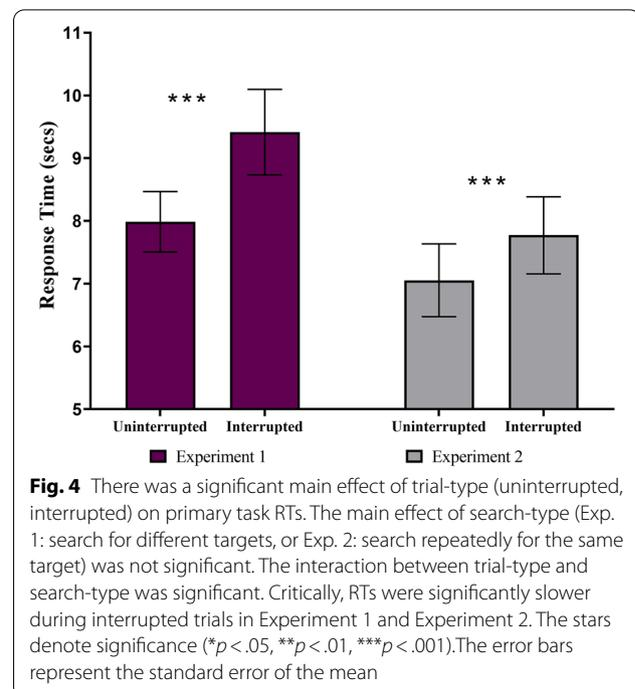 11
10
9
8
7
6
5
Response Time (secs)
***
***
Uninterrupted Interrupted Uninterrupted Interrupted
Experiment 1 Experiment 2
Fig. 4 There was a significant main effect of trial-type (uninterrupted,
interrupted) on primary task RTs. The main effect of search-type (Exp.
1: search for different targets, or Exp. 2: search repeatedly for the same
target) was not significant. The interaction between trial-type and
search-type was significant. Critically, RTs were significantly slower
during interrupted trials in Experiment 1 and Experiment 2. The stars
denote significance (*p < .05, **p < .01, ***p < .001).The error bars
represent the standard error of the mean